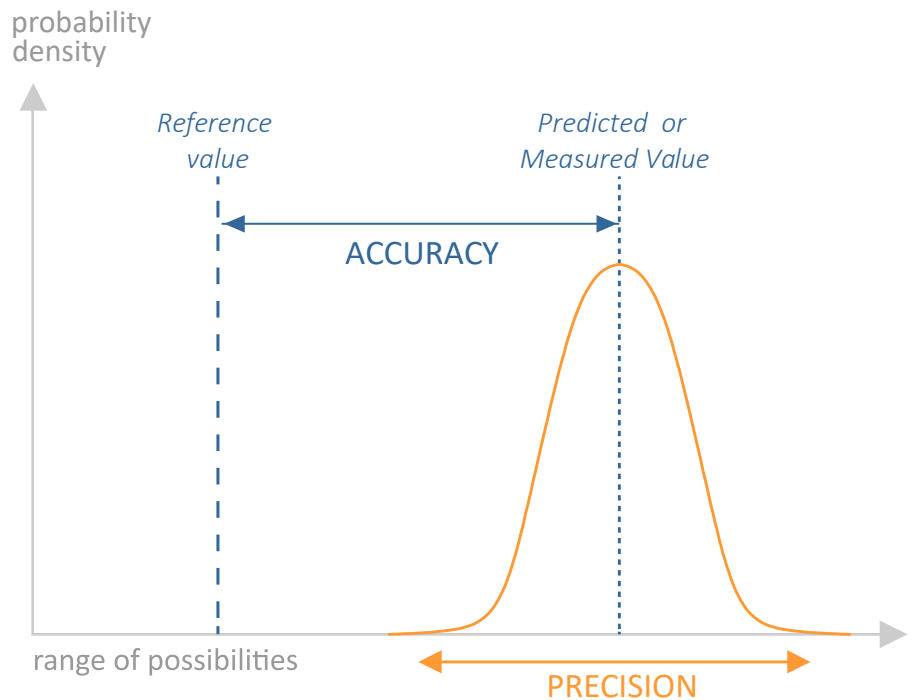 probability
density
Reference
value
Predicted or
Measured Value
ACCURACY
range of possibilities
PRECISION